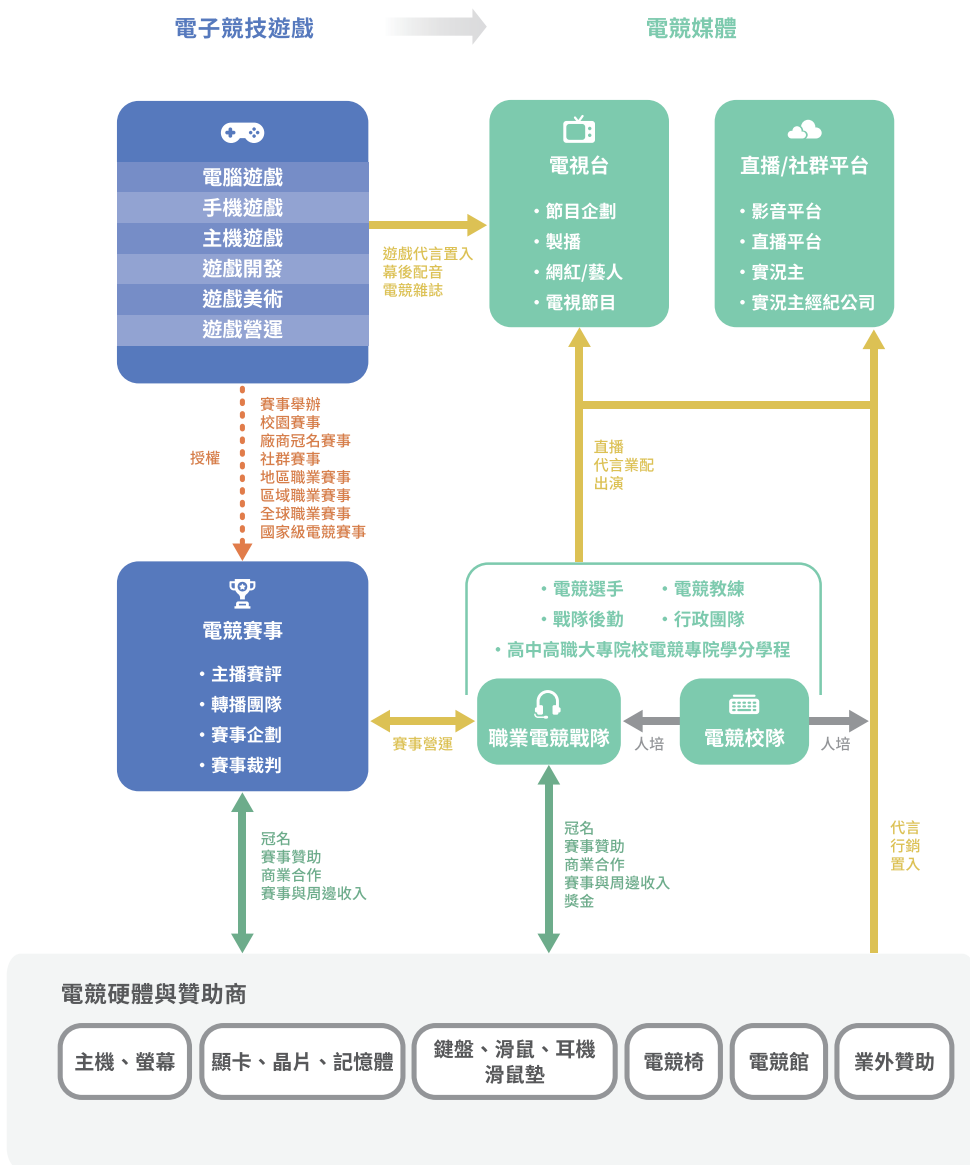 電子競技遊戲
電競媒體
電腦遊戲
手機遊戲
主機遊戲
遊戲開發
遊戲美術
遊戲營運
遊戲代言置入
幕後配音
電競雜誌
電視台
・節目企劃
・製播
・網紅/藝人
・電視節目
直播/社群平台
・影音平台
・直播平台
・實況主
・實況主經紀公司
授權
賽事舉辦
校園賽事
廠商冠名賽事
社群賽事
地區職業賽事
區域職業賽事
全球職業賽事
國家級電競賽事
直播
代言業配
出演
電競賽事
・主播賽評
・轉播團隊
・賽事企劃
・賽事裁判
賽事營運
・電競選手
・電競教練
・戰隊後勤
・行政團隊
・高中高職大專院校電競專院學分學程
職業電競戰隊
人培
電競校隊
人培
冠名
賽事贊助
商業合作
賽事與周邊收入
冠名
賽事贊助
商業合作
賽事與周邊收入
獎金
代言
行銷
置入
電競硬體與贊助商
主機、螢幕
顯卡、晶片、記憶體
鍵盤、滑鼠、耳機
滑鼠墊
電競椅
電競館
業外贊助